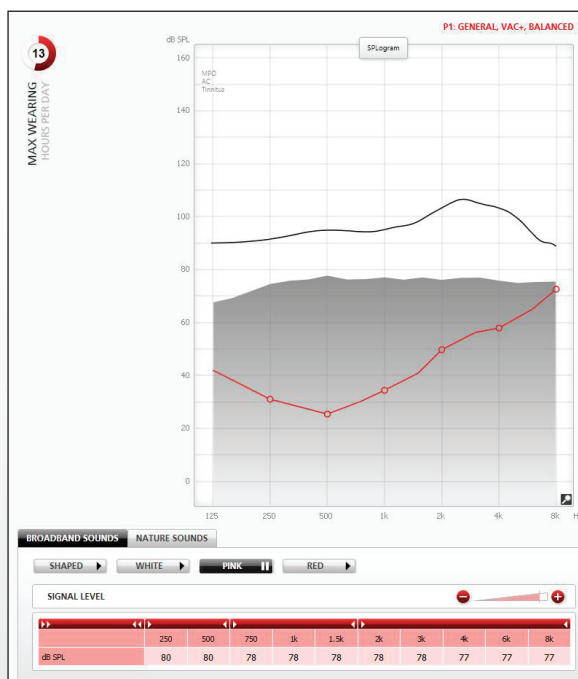 P1: GENERAL, VAC+, BALANCED
13
MAX WEARING
HOURS PER DAY
dB SPL
SPLogram
160
MPO
AC
Tinnitus
140
120
100
80
60
40
20
0
125 250 500 1k 2k 4k 8k H
BROADBAND SOUNDS NATURE SOUNDS
SHAPED WHITE PINK RED
SIGNAL LEVEL
250 500 750 1k 1.5k 2k 3k 4k 6k 8k
dB SPL 80 80 78 78 78 78 78 77 77 77